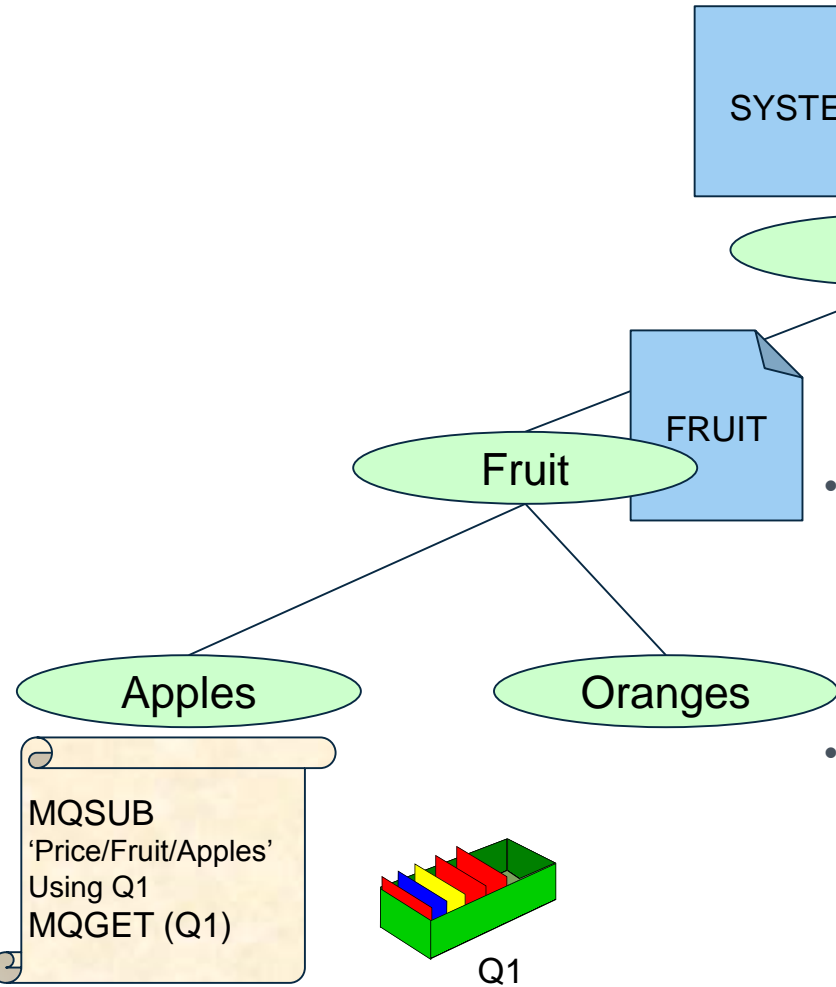 SYSTE
FRUIT
Fruit
Apples
Oranges
MQSUB
‘Price/Fruit/Apples’
Using Q1
MQGET (Q1)
Q1